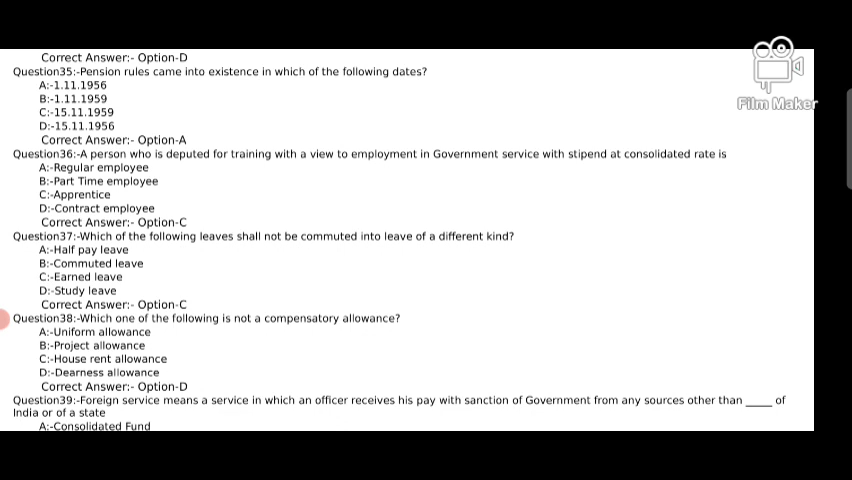 Correct Answer:- Option-D
Question35:-Pension rules came into existence in which of the following dates?
A:-1.11.1956
B:-1.11.1959
C:-15.11.1959
D:-15.11.1956
Correct Answer:- Option-A
Question36:-A person who is deputed for training with a view to employment in Government service with stipend at consolidated rate is
A:-Regular employee
B:-Part Time employee
C:-Apprentice
D:-Contract employee
Correct Answer:- Option-C
Question37:-Which of the following leaves shall not be commuted into leave of a different kind?
A:-Half pay leave
B:-Commuted leave
C:-Earned leave
D:-Study leave
Correct Answer:- Option-C
Question38:-Which one of the following is not a compensatory allowance?
A:-Uniform allowance
B:-Project allowance
C:-House rent allowance
D:-Dearness allowance
Correct Answer:- Option-D
Question39:-Foreign service means a service in which an officer receives his pay with sanction of Government from any sources other than _____ of
India or of a state
A:-Consolidated Fund
Film Maker